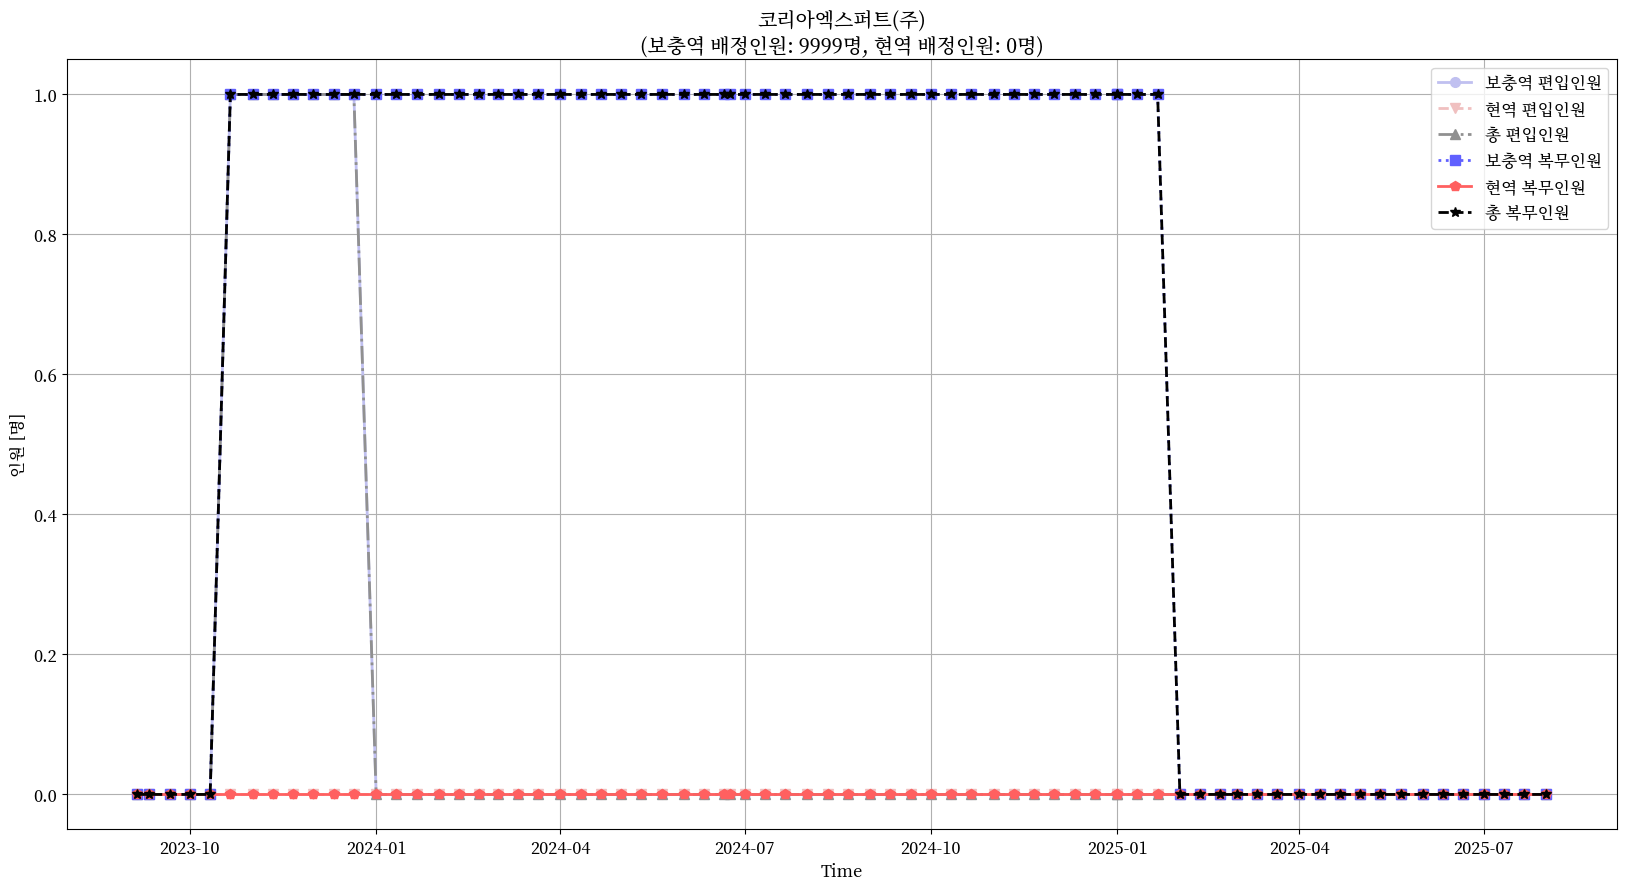 코리아엑스퍼트(주)
(보충역 배정인원: 9999명, 현역 배정인원: 0명)
보충역 편입인원
현역 편입인원
총 편입인원
보충역 복무인원
현역 복무인원
총 복무인원
인원 [명]
1.0
0.8
0.6
0.4
0.2
0.0
2023-10
2024-01
2024-04
2024-07
2024-10
2025-01
2025-04
2025-07
Time